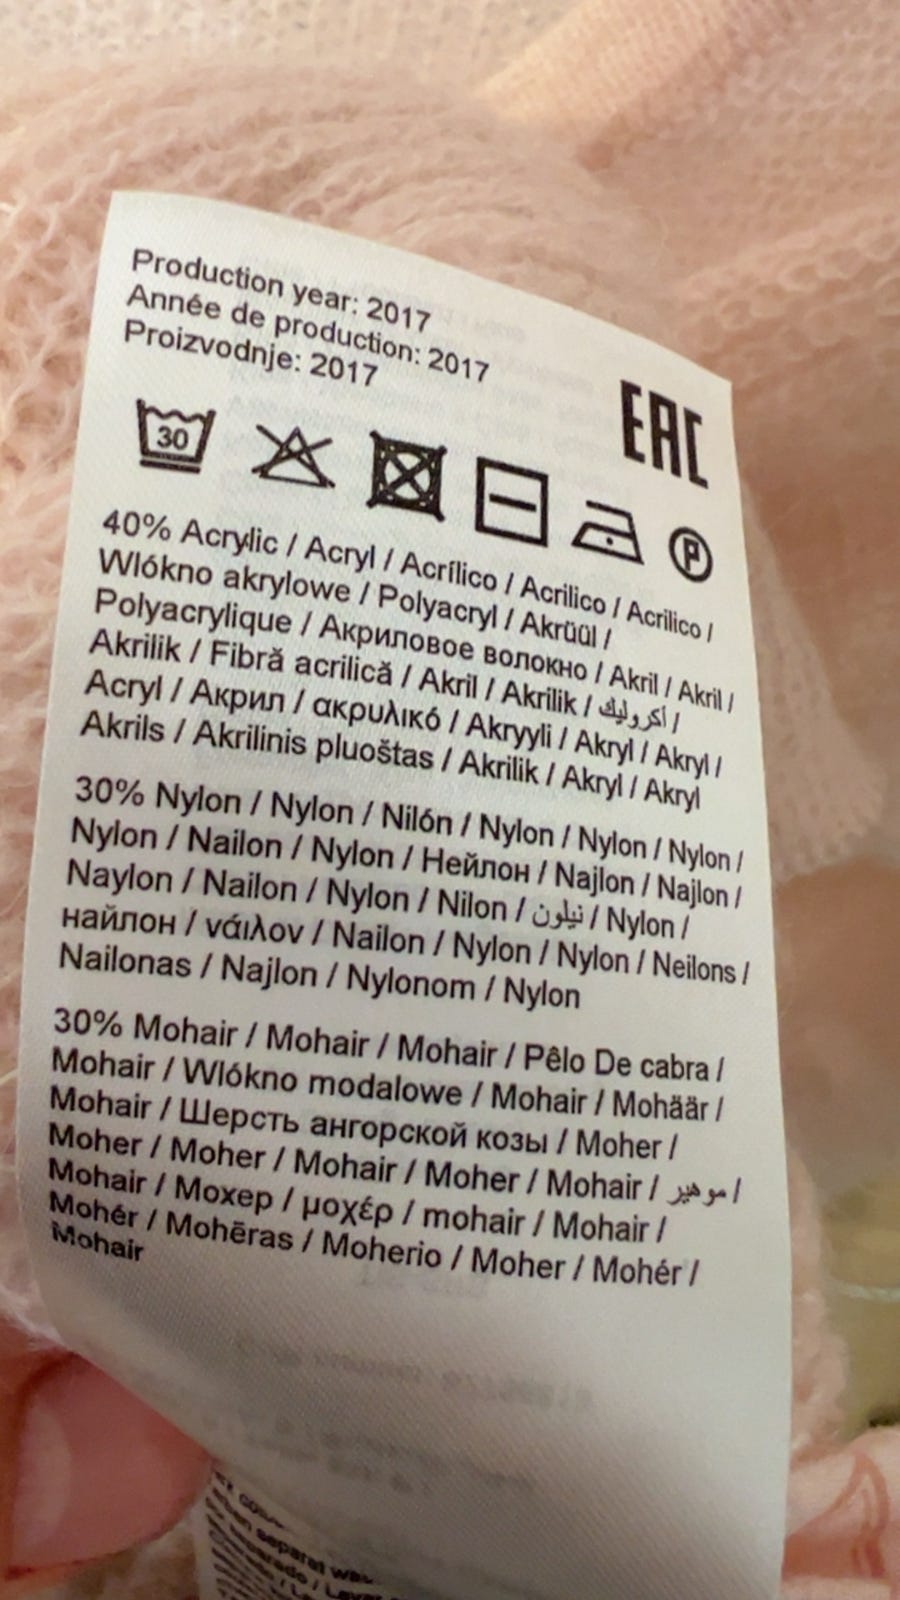 Production year: 2017
Année de production: 2017
Proizvodnje: 2017
EAC
30
P
40% Acrylic / Acryl / Acrílico / Acrilico / Acrilico /
Wlókno akrylowe / Polyacryl / Akrüül /
Polyacrylique / Акриловое волокно / Akril / Akril /
Akrilik / Fibră acrilică / Akril / Akrilik / أكروليك /
Acryl / Акрил / ακρυλικό / Akryyli / Akryl / Akryl /
Akrils / Akrilinis pluoštas / Akrilik / Akryl / Akryl
30% Nylon / Nylon / Nilón / Nylon / Nylon / Nylon /
Nylon / Nailon / Nylon / Нейлон / Najlon / Najlon /
Naylon / Nailon / Nylon / Nilon / نيلون / Nylon /
найлон / νάιλον / Nailon / Nylon / Nylon / Neilons /
Nailonas / Najlon / Nylonom / Nylon
30% Mohair / Mohair / Mohair / Pêlo De cabra /
Mohair / Wlókno modalowe / Mohair / Mohäär /
Mohair / Шерсть ангорской козы / Moher /
Moher / Moher / Mohair / Moher / Mohair / موهير /
Mohair / Мохер / μοχέρ / mohair / Mohair /
Mohér / Mohēras / Moherio / Moher / Mohér /
Mohair
separat